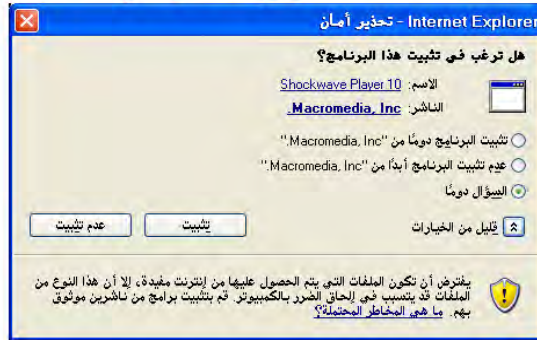 Internet Explorer - تحذير أمان
هل ترغب في تثبيت هذا البرنامج؟
الاسم: Shockwave Player 10
الناشر: Macromedia, Inc.
تثبيت البرنامج دومًا من "Macromedia, Inc."
عدم تثبيت البرنامج أبدًا من "Macromedia, Inc."
السؤال دومًا
قليل من الخيارات
تثبيت
عدم تثبيت
يفترض أن تكون الملفات التي يتم الحصول عليها من إنترنت مفيدة، إلا أن هذا النوع من
الملفات قد يتسبب في إلحاق الضرر بالكمبيوتر. قم بتثبيت برامج من ناشرين موثوق
بهم. ما هي المخاطر المحتملة؟